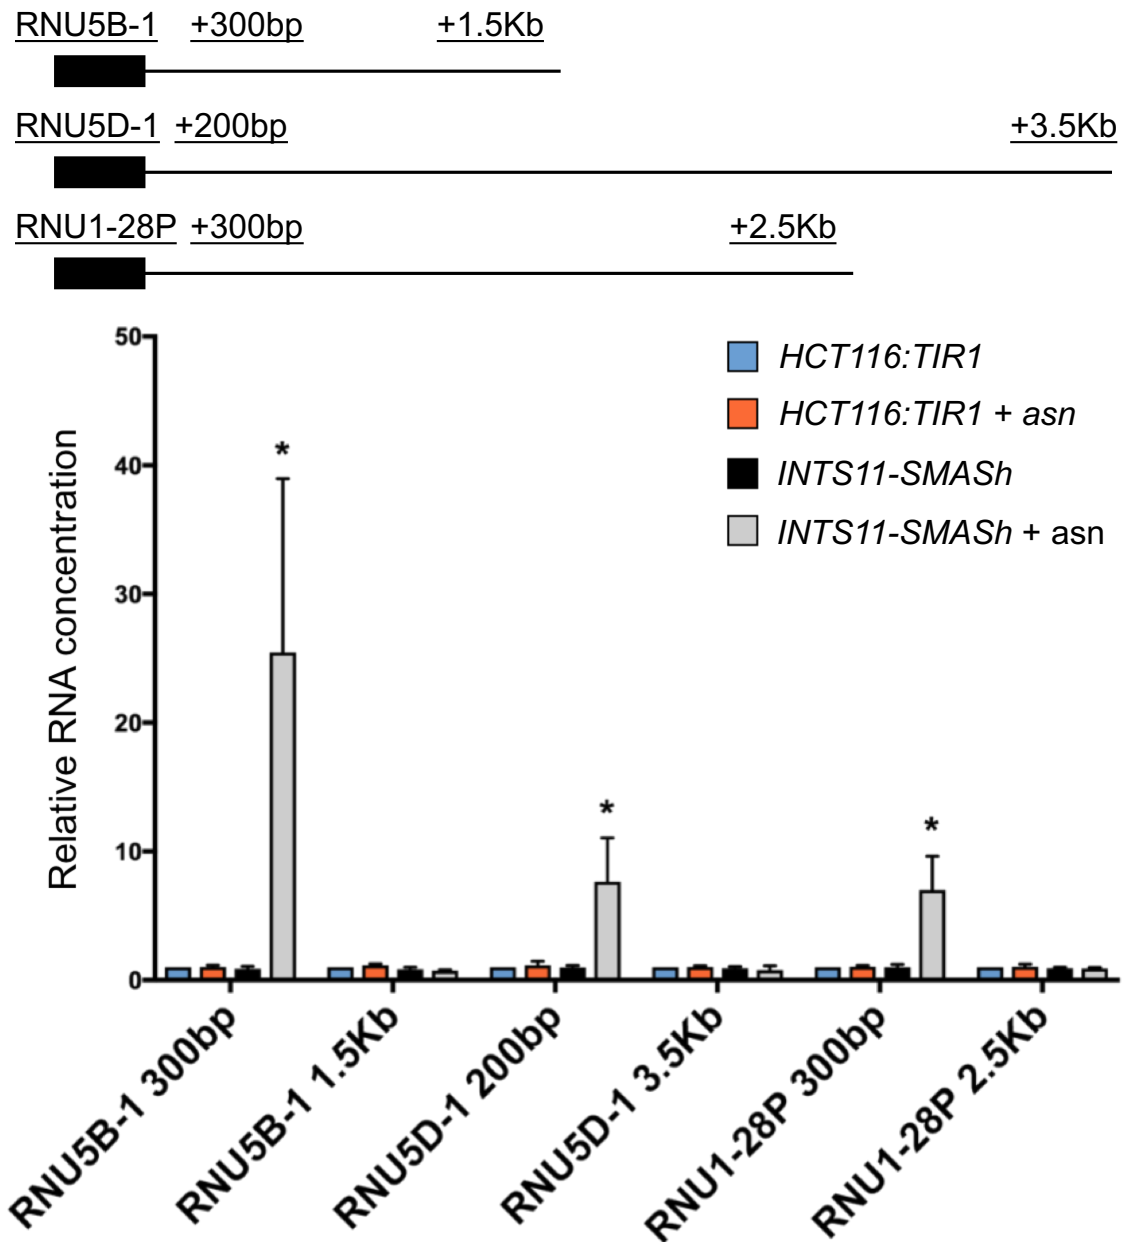 RNU5B-1 +300bp +1.5Kb
RNU5D-1 +200bp +3.5Kb
RNU1-28P +300bp +2.5Kb
50
40
30
20
10
0
Relative RNA concentration
HCT116:TIR1
HCT116:TIR1 + asn
INTS11-SMASh
INTS11-SMASh + asn
*
*
*
RNU5B-1 300bp
RNU5B-1 1.5Kb
RNU5D-1 200bp
RNU5D-1 3.5Kb
RNU1-28P 300bp
RNU1-28P 2.5Kb